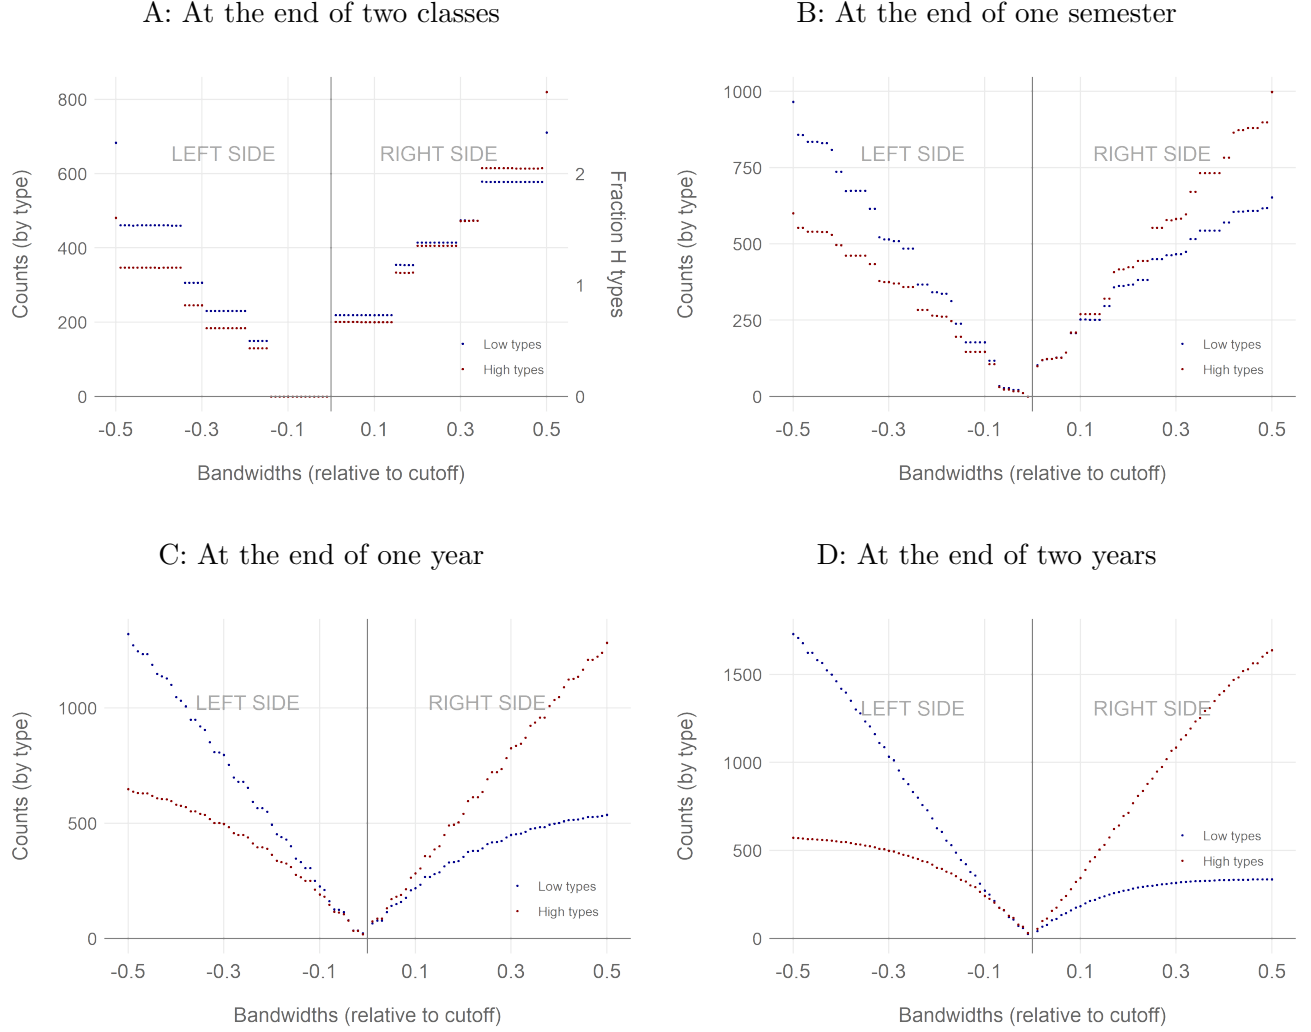 A: At the end of two classes
800
600
400
200
0
2
1
0
LEFT SIDE
RIGHT SIDE
Low types
High types
-0.5
-0.3
-0.1
0.1
0.3
0.5
Counts (by type)
Fraction H types
Bandwidths (relative to cutoff)
B: At the end of one semester
1000
750
500
250
0
LEFT SIDE
RIGHT SIDE
Low types
High types
-0.5
-0.3
-0.1
0.1
0.3
0.5
Counts (by type)
Bandwidths (relative to cutoff)
C: At the end of one year
1000
500
0
LEFT SIDE
RIGHT SIDE
Low types
High types
-0.5
-0.3
-0.1
0.1
0.3
0.5
Counts (by type)
Bandwidths (relative to cutoff)
D: At the end of two years
1500
1000
500
0
LEFT SIDE
RIGHT SIDE
Low types
High types
-0.5
-0.3
-0.1
0.1
0.3
0.5
Counts (by type)
Bandwidths (relative to cutoff)